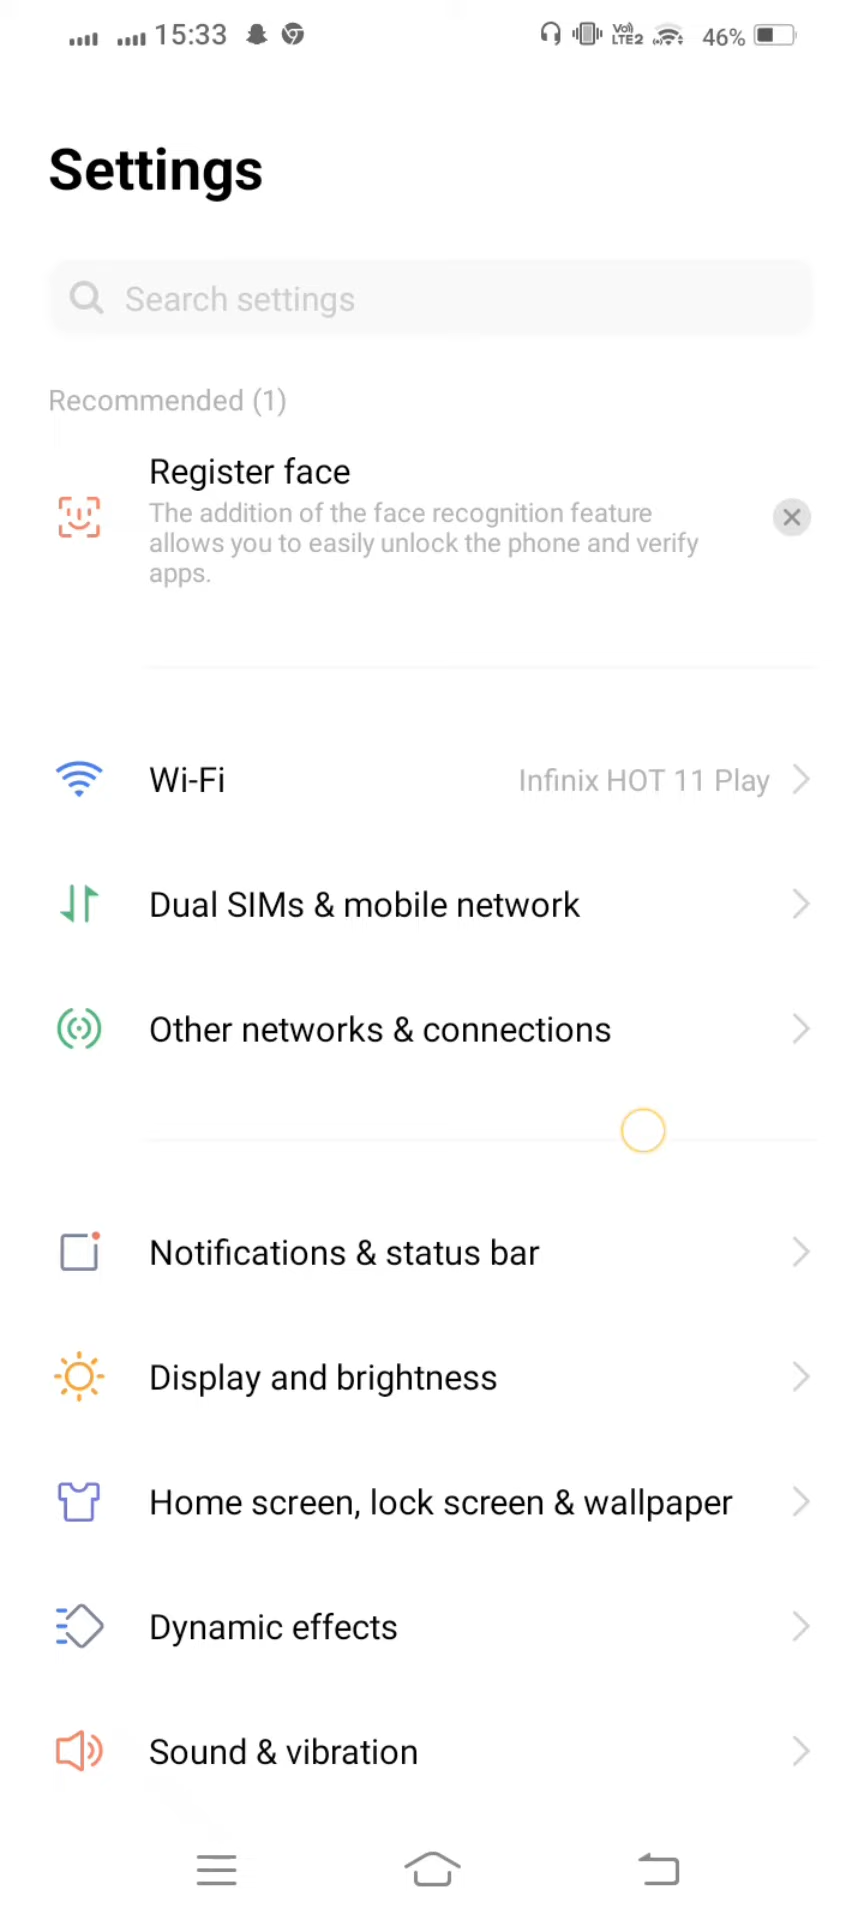 15:33 Vo) LTE2 46%
Settings
Search settings
Recommended (1)
Register face
The addition of the face recognition feature
allows you to easily unlock the phone and verify
apps.
Wi-Fi Infinix HOT 11 Play
Dual SIMs & mobile network
Other networks & connections
Notifications & status bar
Display and brightness
Home screen, lock screen & wallpaper
Dynamic effects
Sound & vibration